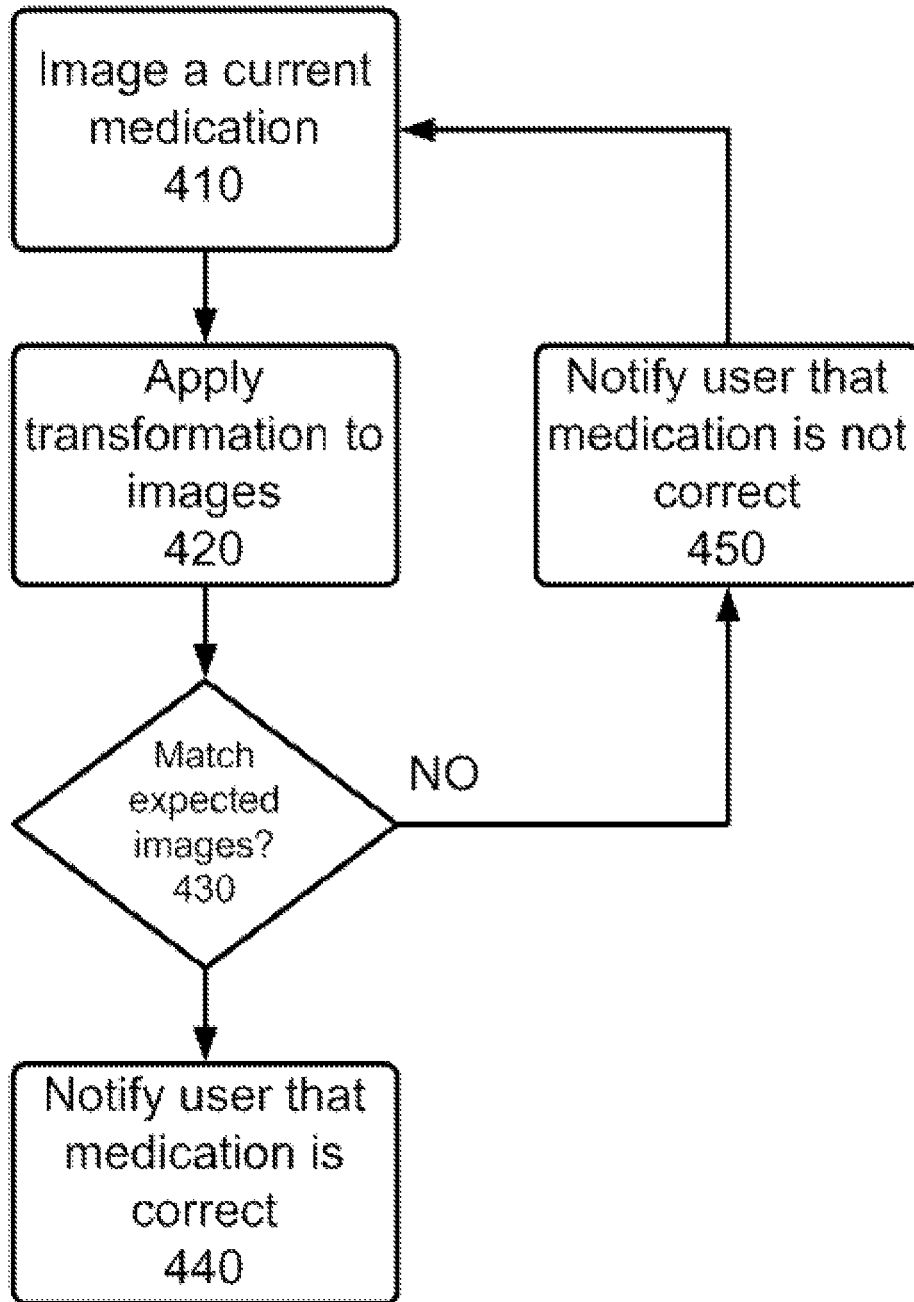 Image a current
medication
410
Apply
transformation to
images
420
Notify user that
medication is not
correct
450
Match
expected
images?
430
NO
Notify user that
medication is
correct
440